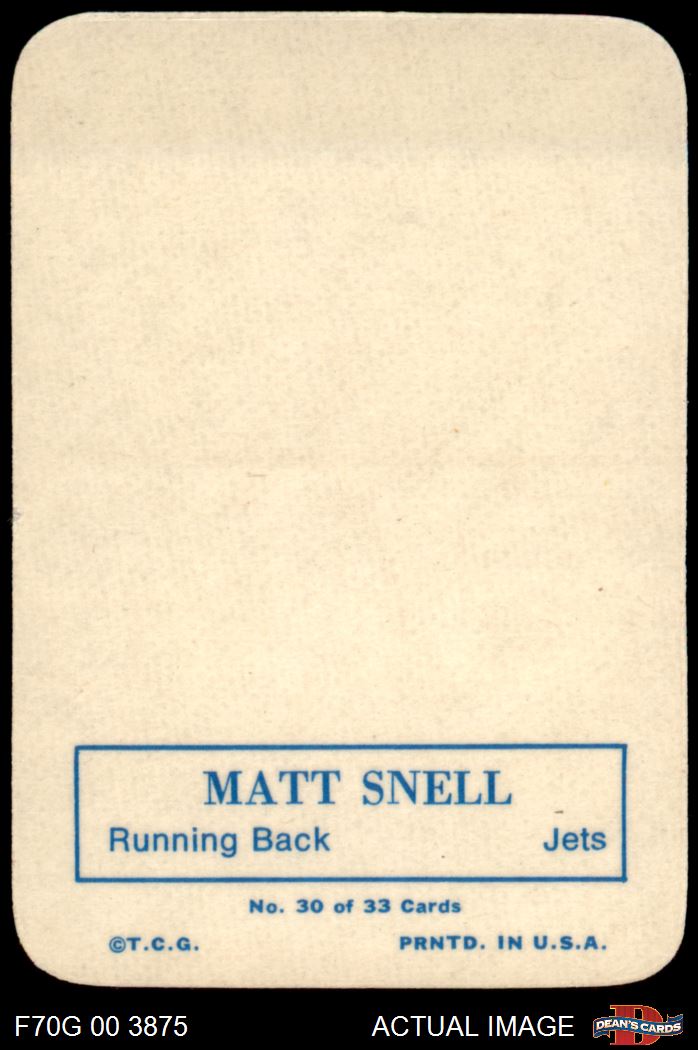 MATT SNELL
Running Back Jets
No. 30 of 33 Cards
©T.C.G. PRNTD. IN U.S.A.
F70G 00 3875 ACTUAL IMAGE DEAN'S CARDS